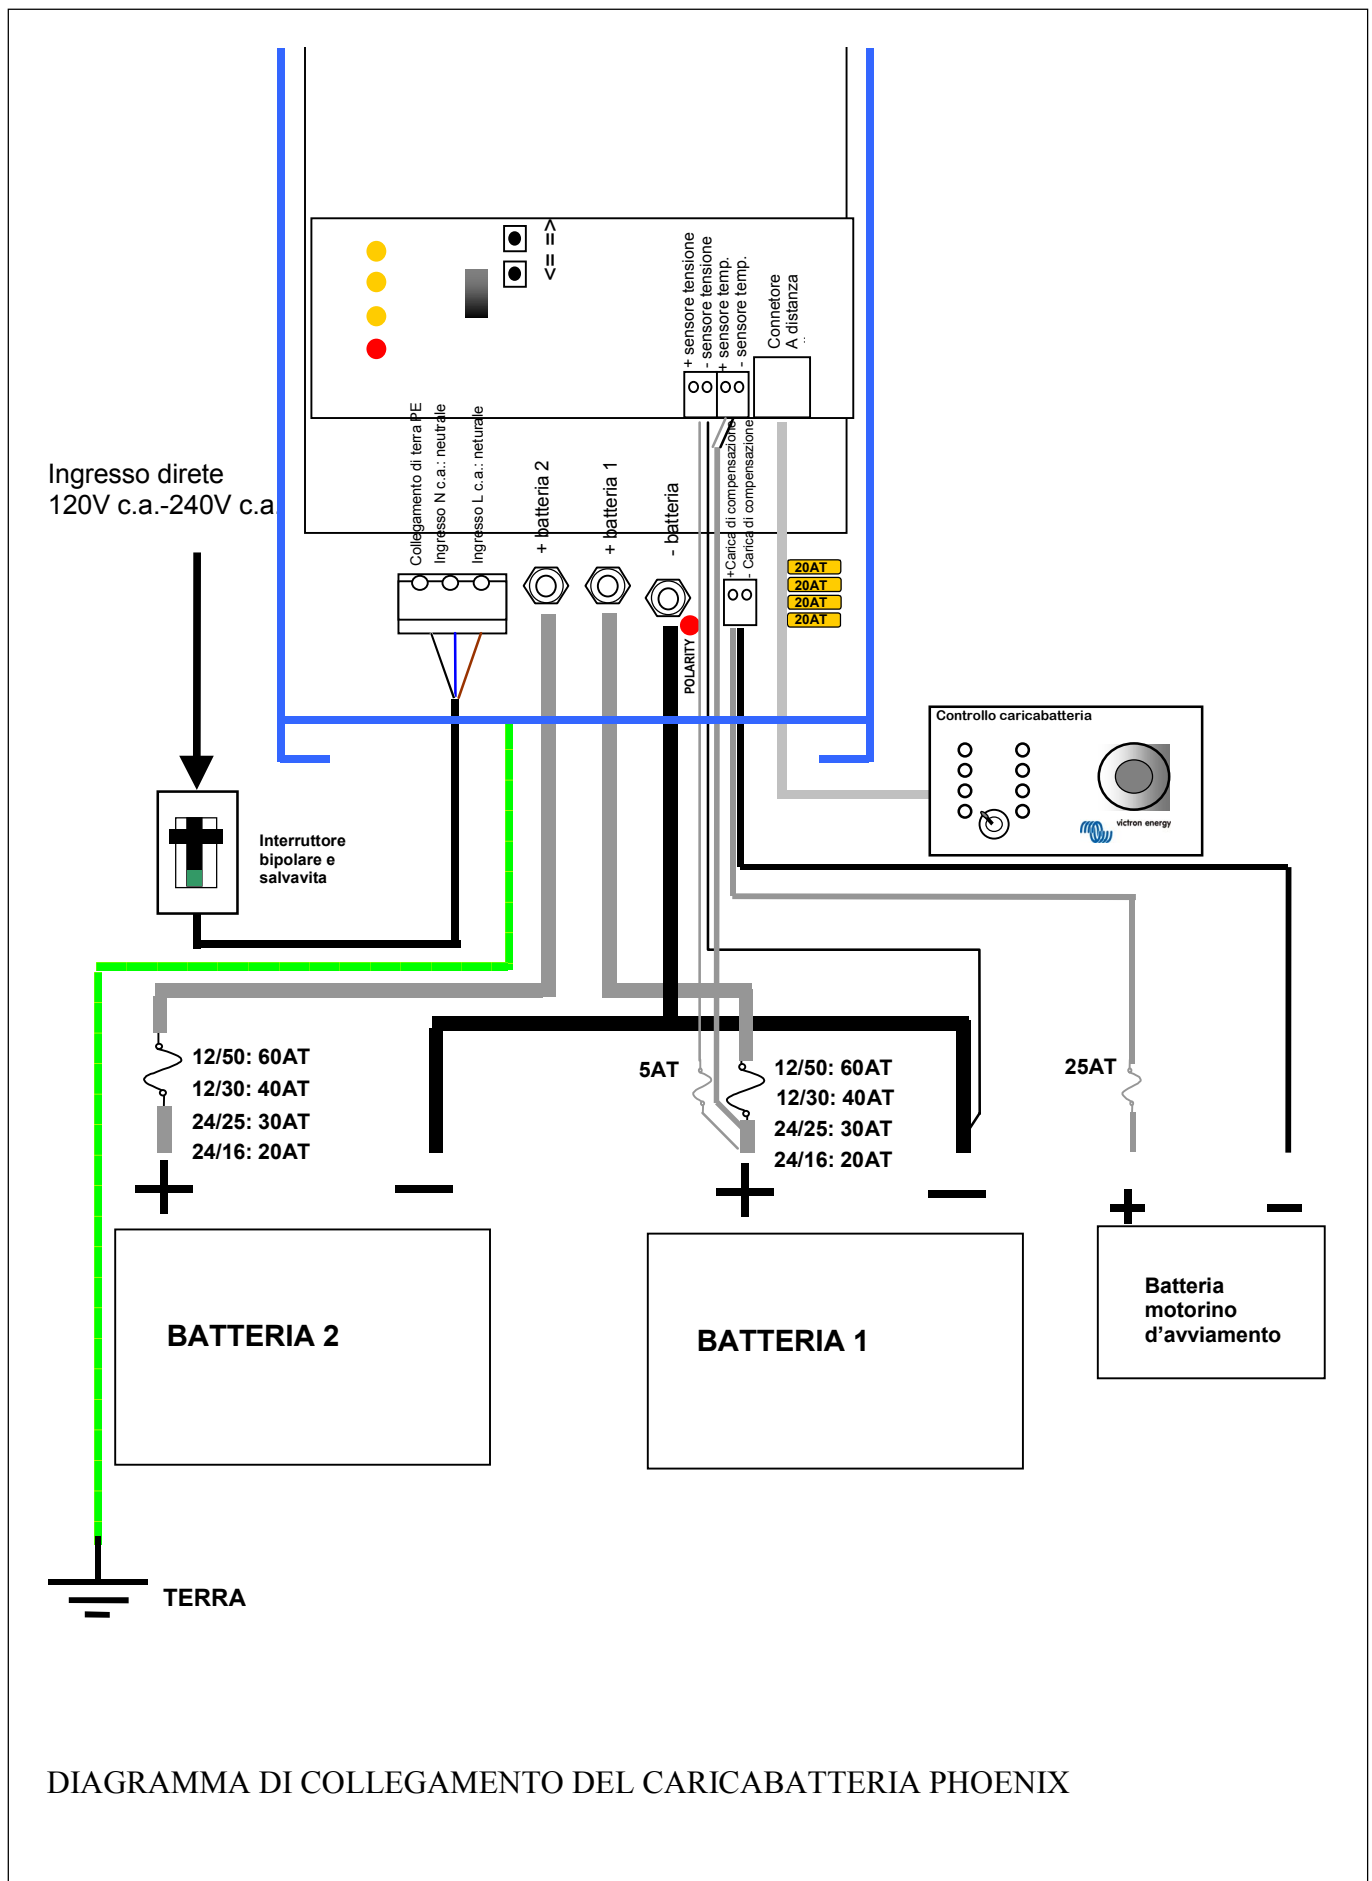 <= =>
+ sensore tensione
- sensore tensione
+ sensore temp.
- sensore temp.
Connetore
A distanza
Ingresso direte
120V c.a.-240V c.a.
Collegamento di terra PE
Ingresso N c.a.: neutrale
Ingresso L c.a.: neturale
+ batteria 2
+ batteria 1
- batteria
+Carica di compensazione
- Carica di compensazione
20AT
20AT
20AT
20AT
POLARITY
Controllo caricabatteria
victron energy
Interruttore
bipolare e
salvavita
12/50: 60AT
12/30: 40AT
24/25: 30AT
24/16: 20AT
5AT
12/50: 60AT
12/30: 40AT
24/25: 30AT
24/16: 20AT
25AT
+
−
+
−
+
−
BATTERIA 2
BATTERIA 1
Batteria
motorino
d’avviamento
TERRA
DIAGRAMMA DI COLLEGAMENTO DEL CARICABATTERIA PHOENIX